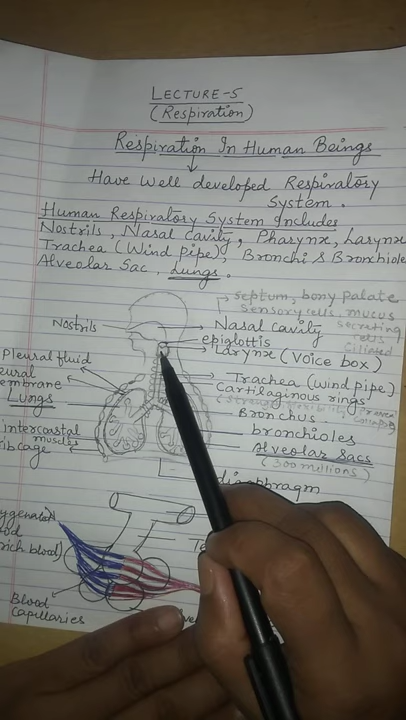 LECTURE-5
(Respiration)
Respiration In Human Beings
Have Well developed Respiratory
System.
Human Respiratory System Includes
Nostrils, Nasal Cavity, Pharynx, Larynx
Trachea (Wind Pipe), Bronchi & Bronchiole
Alveolar Sac, Lungs.
septum, bony palate
Sensory cells, mucus
secreting
cells
Ciliated
Nostrils
Nasal cavity
epiglottis
Larynx (Voice box)
Pleural fluid
Trachea (Wind pipe)
Cartilaginous rings
Lungs
Bronchus
bronchioles
intercoastal
muscles
Alveolar Sacs
(300 millions)
diaphragm
rich blood)
Blood
Capillaries